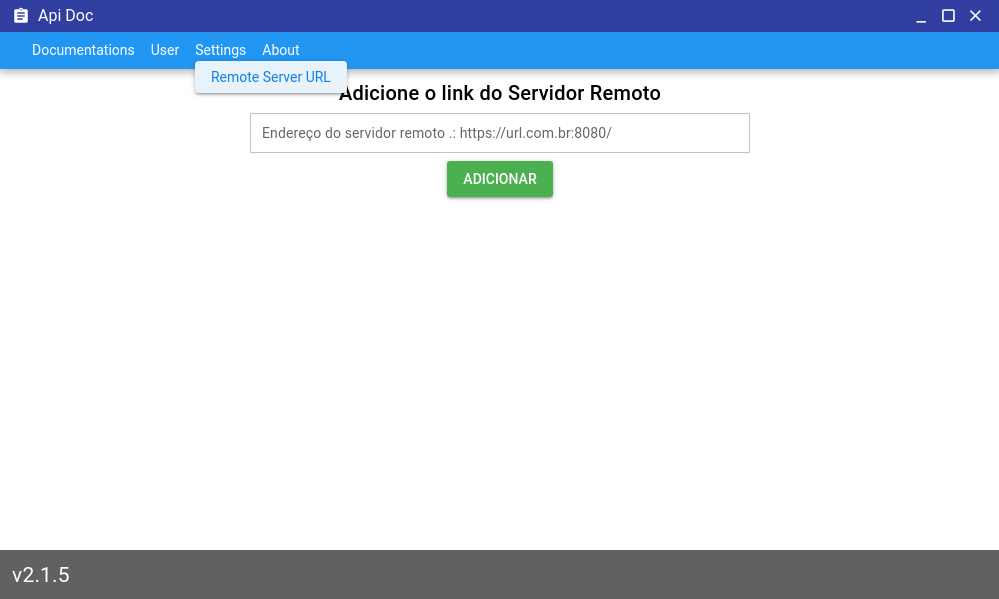 Api Doc
Documentations User Settings About
Remote Server URL
Adicione o link do Servidor Remoto
Endereço do servidor remoto .: https://url.com.br:8080/
ADICIONAR
v2.1.5